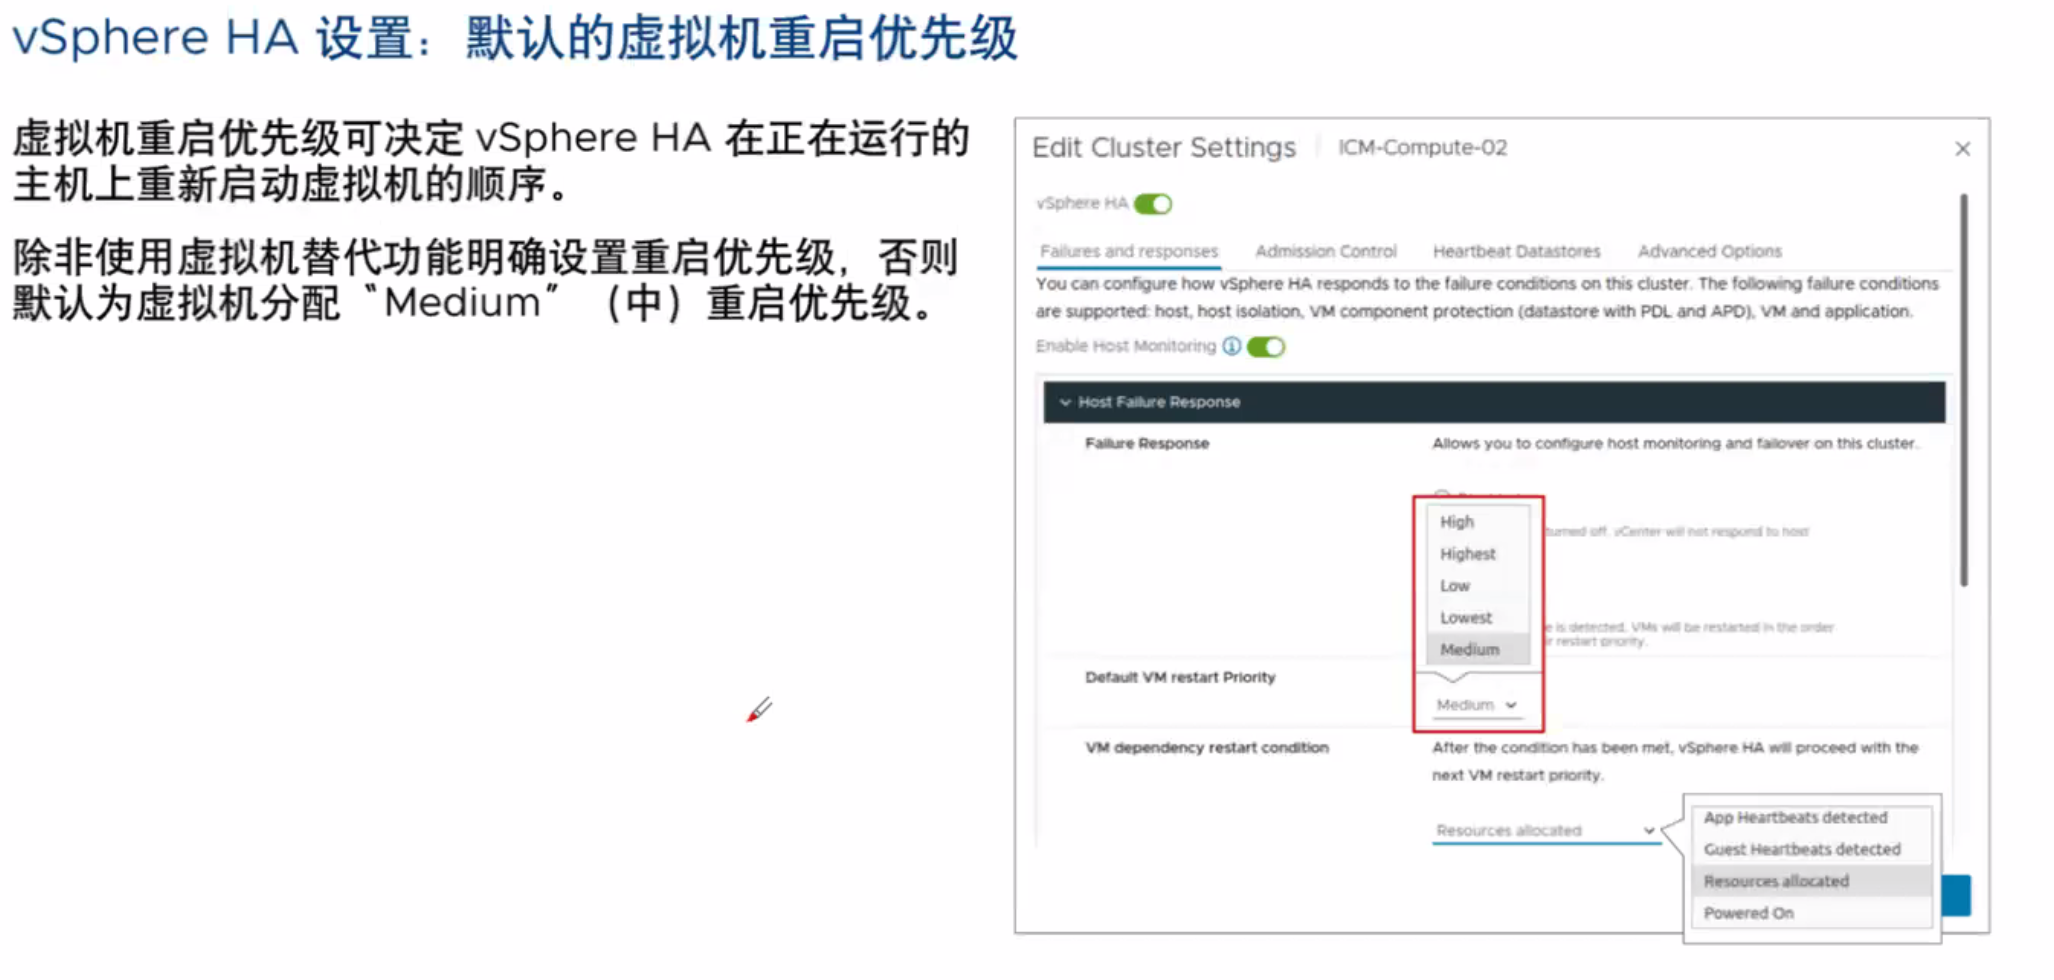 vSphere HA 设置：默认的虚拟机重启优先级
虚拟机重启优先级可决定 vSphere HA 在正在运行的
主机上重新启动虚拟机的顺序。
除非使用虚拟机替代功能明确设置重启优先级，否则
默认为虚拟机分配〝Medium〞（中）重启优先级。
Edit Cluster Settings ICM-Compute-02
vSphere HA
Failures and responses Admission Control Heartbeat Datastores Advanced Options
You can configure how vSphere HA responds to the failure conditions on this cluster. The following failure conditions
are supported: host, host isolation, VM component protection (datastore with PDL and APD), VM and application.
Enable Host Monitoring
Host Failure Response
Failure Response Allows you to configure host monitoring and failover on this cluster.
High
turned off, vCenter will not respond to host
Highest
Low
Lowest
e is detected, VMs will be restarted in the order
r restart priority.
Medium
Default VM restart Priority
Medium
VM dependency restart condition After the condition has been met, vSphere HA will proceed with the
next VM restart priority.
Resources allocated
App Heartbeats detected
Guest Heartbeats detected
Resources allocated
Powered On